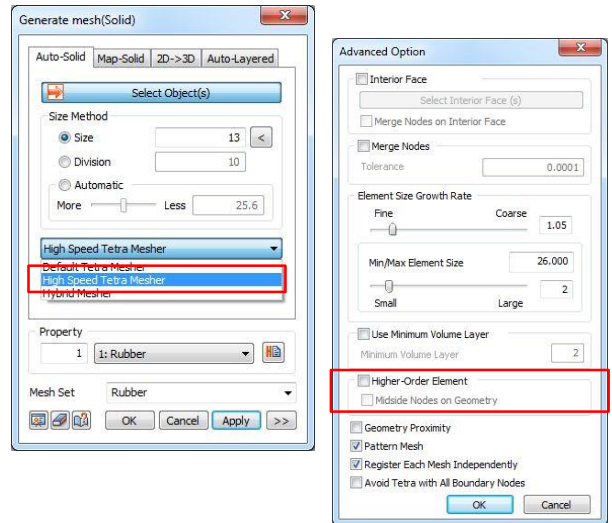 Generate mesh(Solid)
Auto-Solid Map-Solid 2D->3D Auto-Layered
Select Object(s)
Size Method
Size 13 <
Division 10
Automatic
More Less 25.6
High Speed Tetra Mesher
Default Tetra Mesher
High Speed Tetra Mesher
Hybrid Mesher
Property
1 1: Rubber
Mesh Set Rubber
OK Cancel Apply >>
Advanced Option
Interior Face
Select Interior Face (s)
Merge Nodes on Interior Face
Merge Nodes
Tolerance 0.0001
Element Size Growth Rate
Fine Coarse
1.05
Min/Max Element Size 26.000
2
Small Large
Use Minimum Volume Layer
Minimum Volume Layer 2
Higher-Order Element
Midside Nodes on Geometry
Geometry Proximity
Pattern Mesh
Register Each Mesh Independently
Avoid Tetra with All Boundary Nodes
OK Cancel